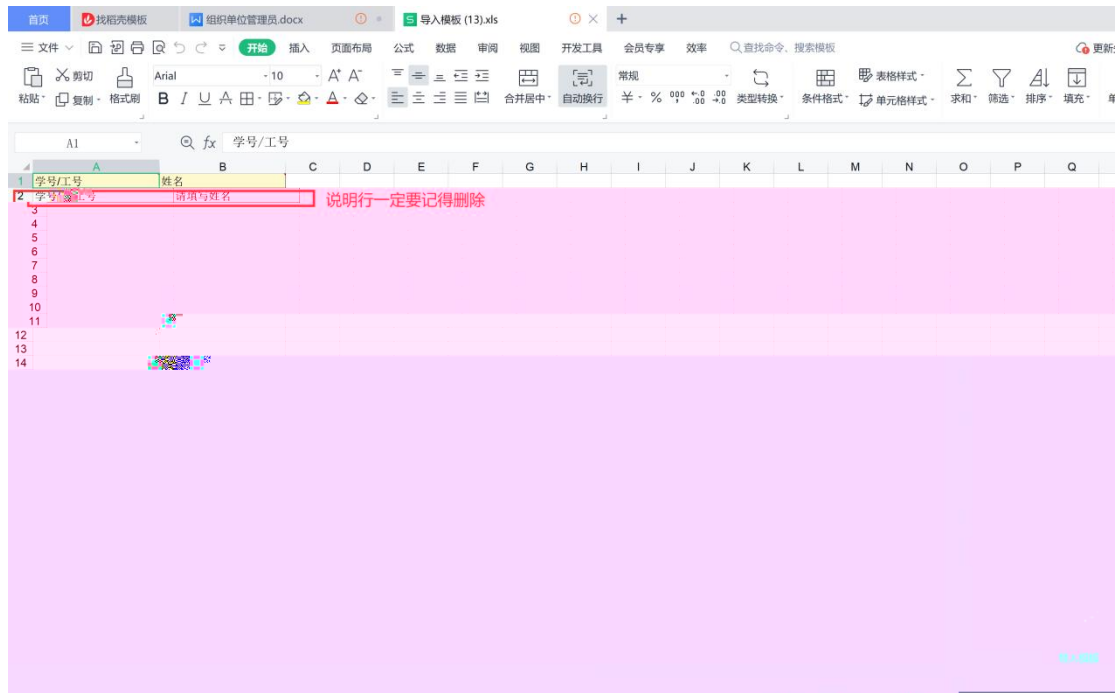 首页 找稻壳模板 组织单位管理员.docx 导入模板 (13).xls +
文件 开始 插入 页面布局 公式 数据 审阅 视图 开发工具 会员专享 效率 查找命令、搜索模板
粘贴 剪切 复制 格式刷 Arial 10 A+ A- B I U A 合并居中 自动换行 常规 ¥ % 类型转换 条件格式 表格样式 单元格样式 求和 筛选 排序 填充
A1 fx 学号/工号
A B C D E F G H I J K L M N O P Q
1 学号/工号 姓名
2 学号 工号 请填写姓名 说明行一定要记得删除
3
4
5
6
7
8
9
10
11
12
13
14